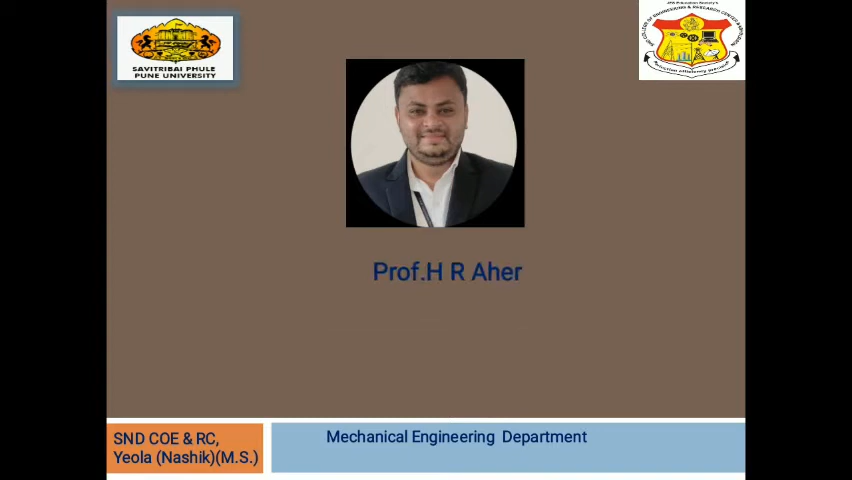 SAVITRIBAI PHULE
PUNE UNIVERSITY
Prof.H R Aher
SND COE & RC,
Yeola (Nashik)(M.S.)
Mechanical Engineering Department